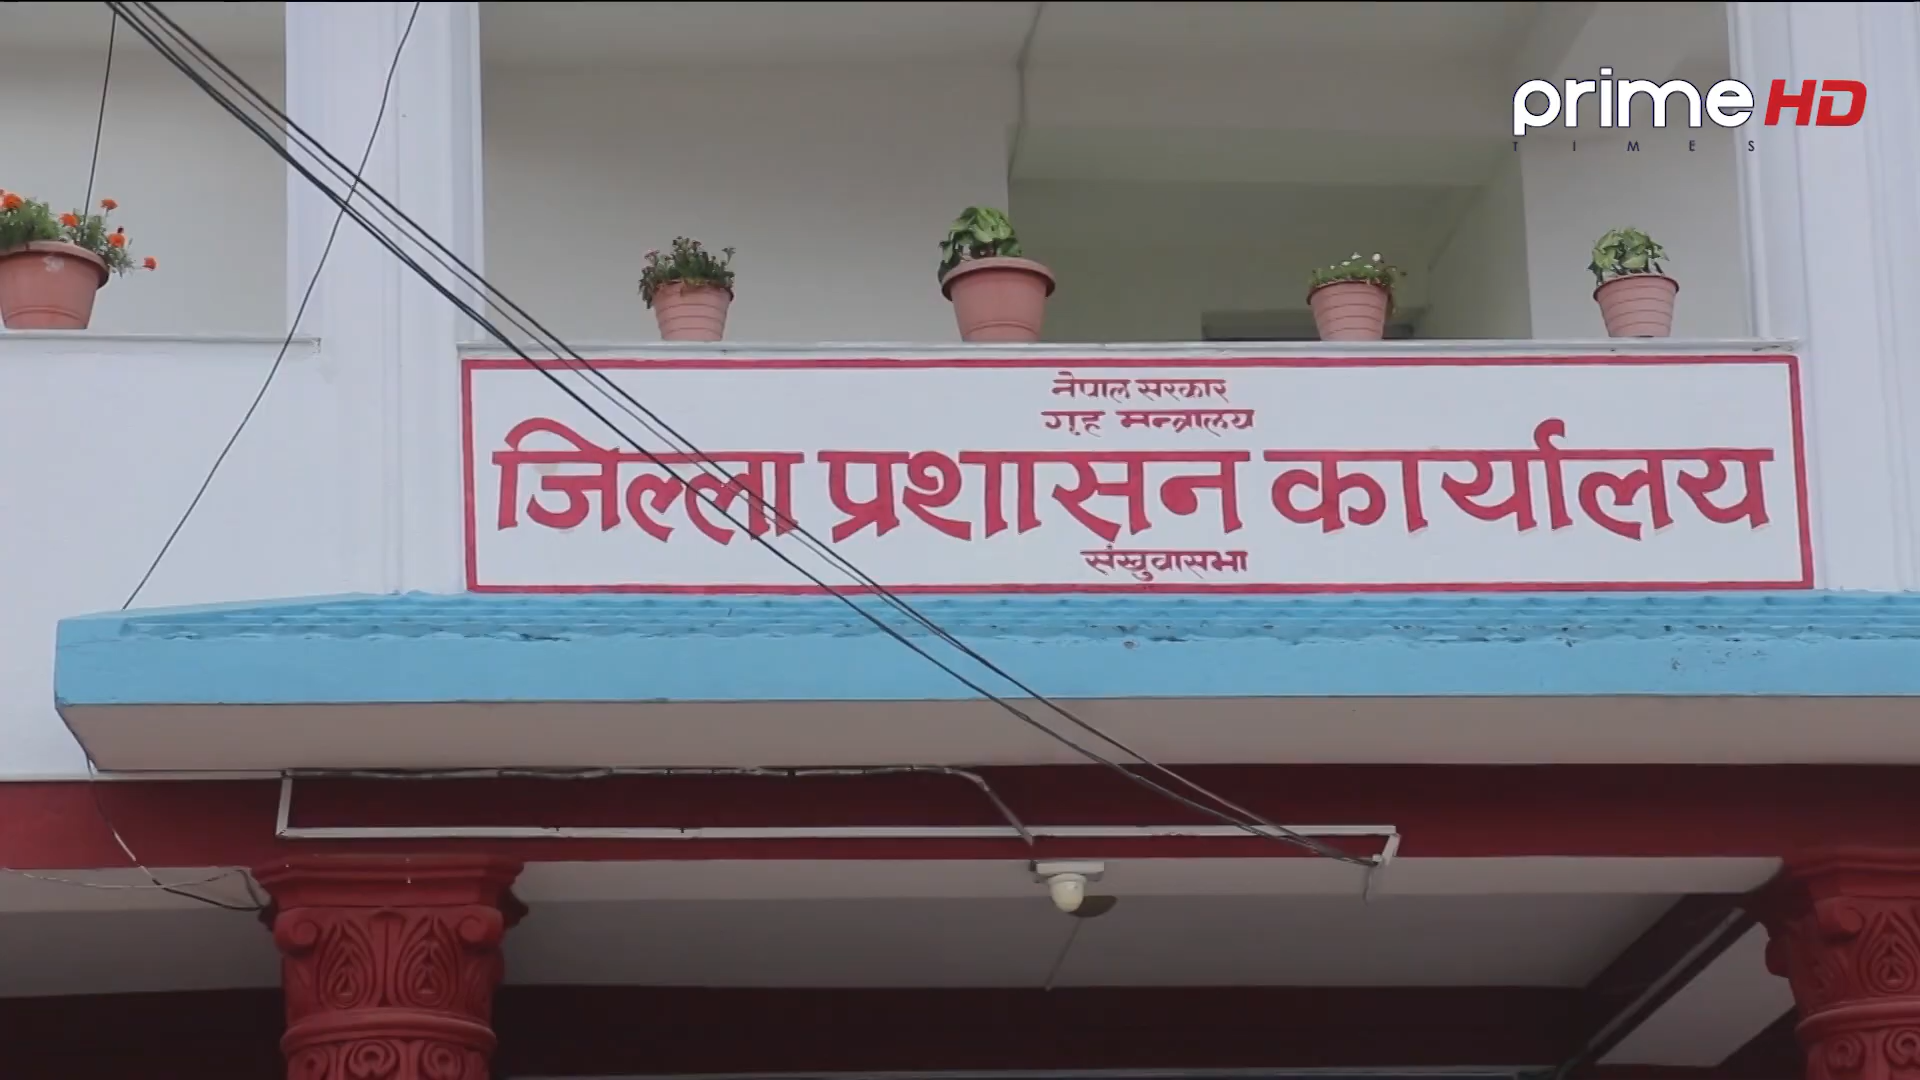 prime HD
TIMES
नेपाल सरकार
गृह मन्त्रालय
जिल्ला प्रशासन कार्यालय
संखुवासभा